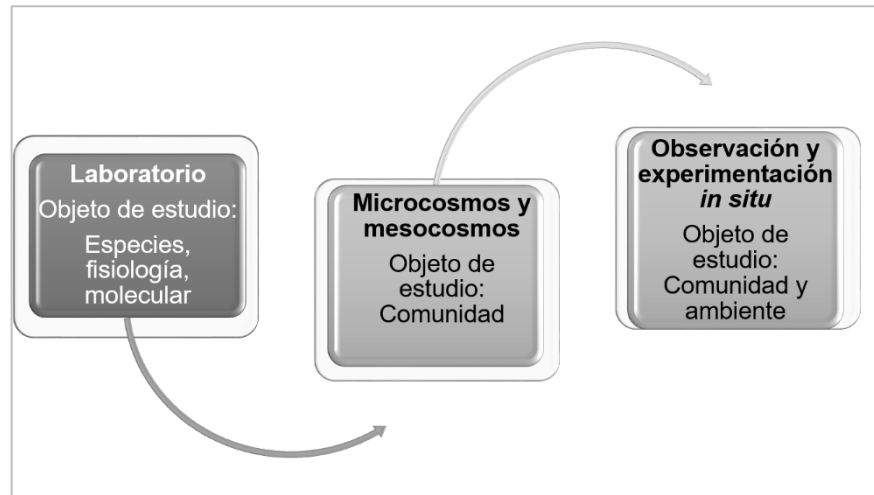 Laboratorio
Objeto de estudio:
Especies,
fisiología,
molecular
Microcosmos y
mesocosmos
Objeto de
estudio:
Comunidad
Observación y
experimentación
in situ
Objeto de
estudio:
Comunidad y
ambiente